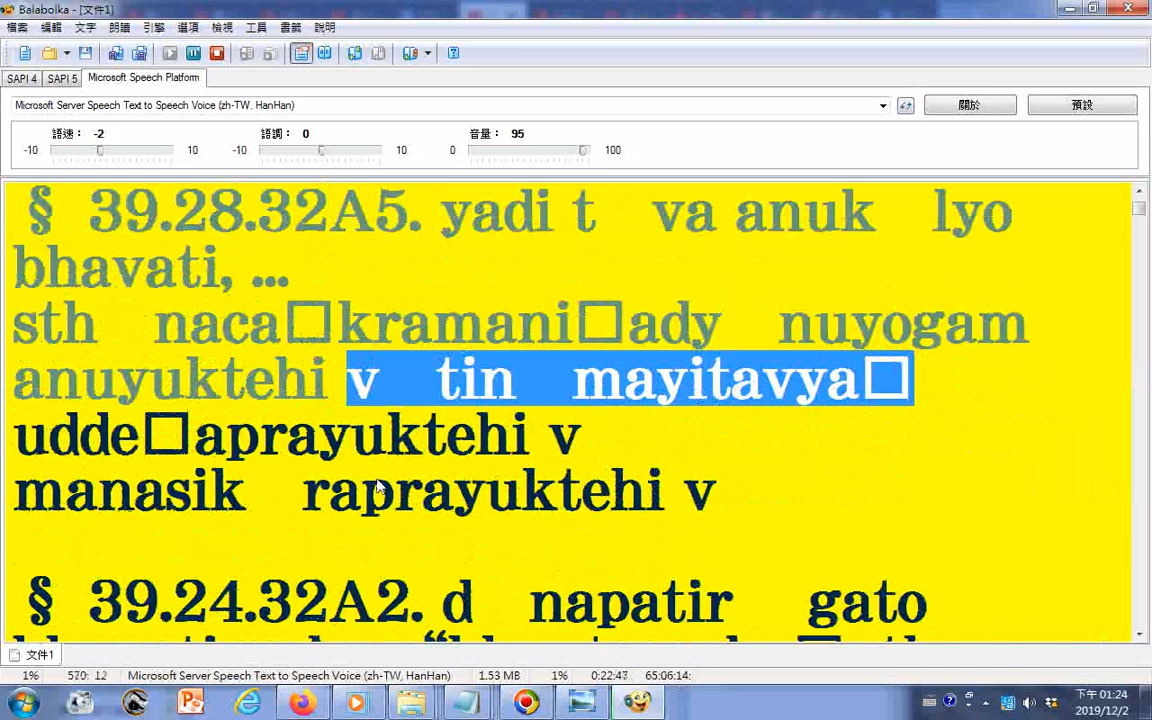 Balabolka - [文件1]
檔案 編輯 文字 朗讀 引擎 選項 檢視 工具 書籤 說明
SAPI 4 SAPI 5 Microsoft Speech Platform
Microsoft Server Speech Text to Speech Voice (zh-TW, HanHan) 關於 預設
語速： -2 語調： 0 音量： 95
-10 10 -10 10 0 100
§ 39.28.32A5. yadi t va anuk lyo
bhavati, ...
sth naca□kramani□ady nuyogam
anuyuktehi v tin mayitavya□
udde□aprayuktehi v
manasik raprayuktehi v
§ 39.24.32A2. d napatir gato
文件1
1% 570: 12 Microsoft Server Speech Text to Speech Voice (zh-TW, HanHan) 1.53 MB 1% 0:22:47 65:06:14:
下午 01:24
2019/12/2